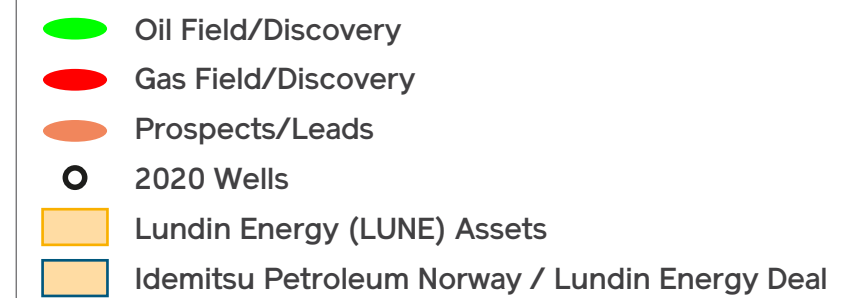 Oil Field/Discovery
Gas Field/Discovery
Prospects/Leads
2020 Wells
Lundin Energy (LUNE) Assets
Idemitsu Petroleum Norway / Lundin Energy Deal